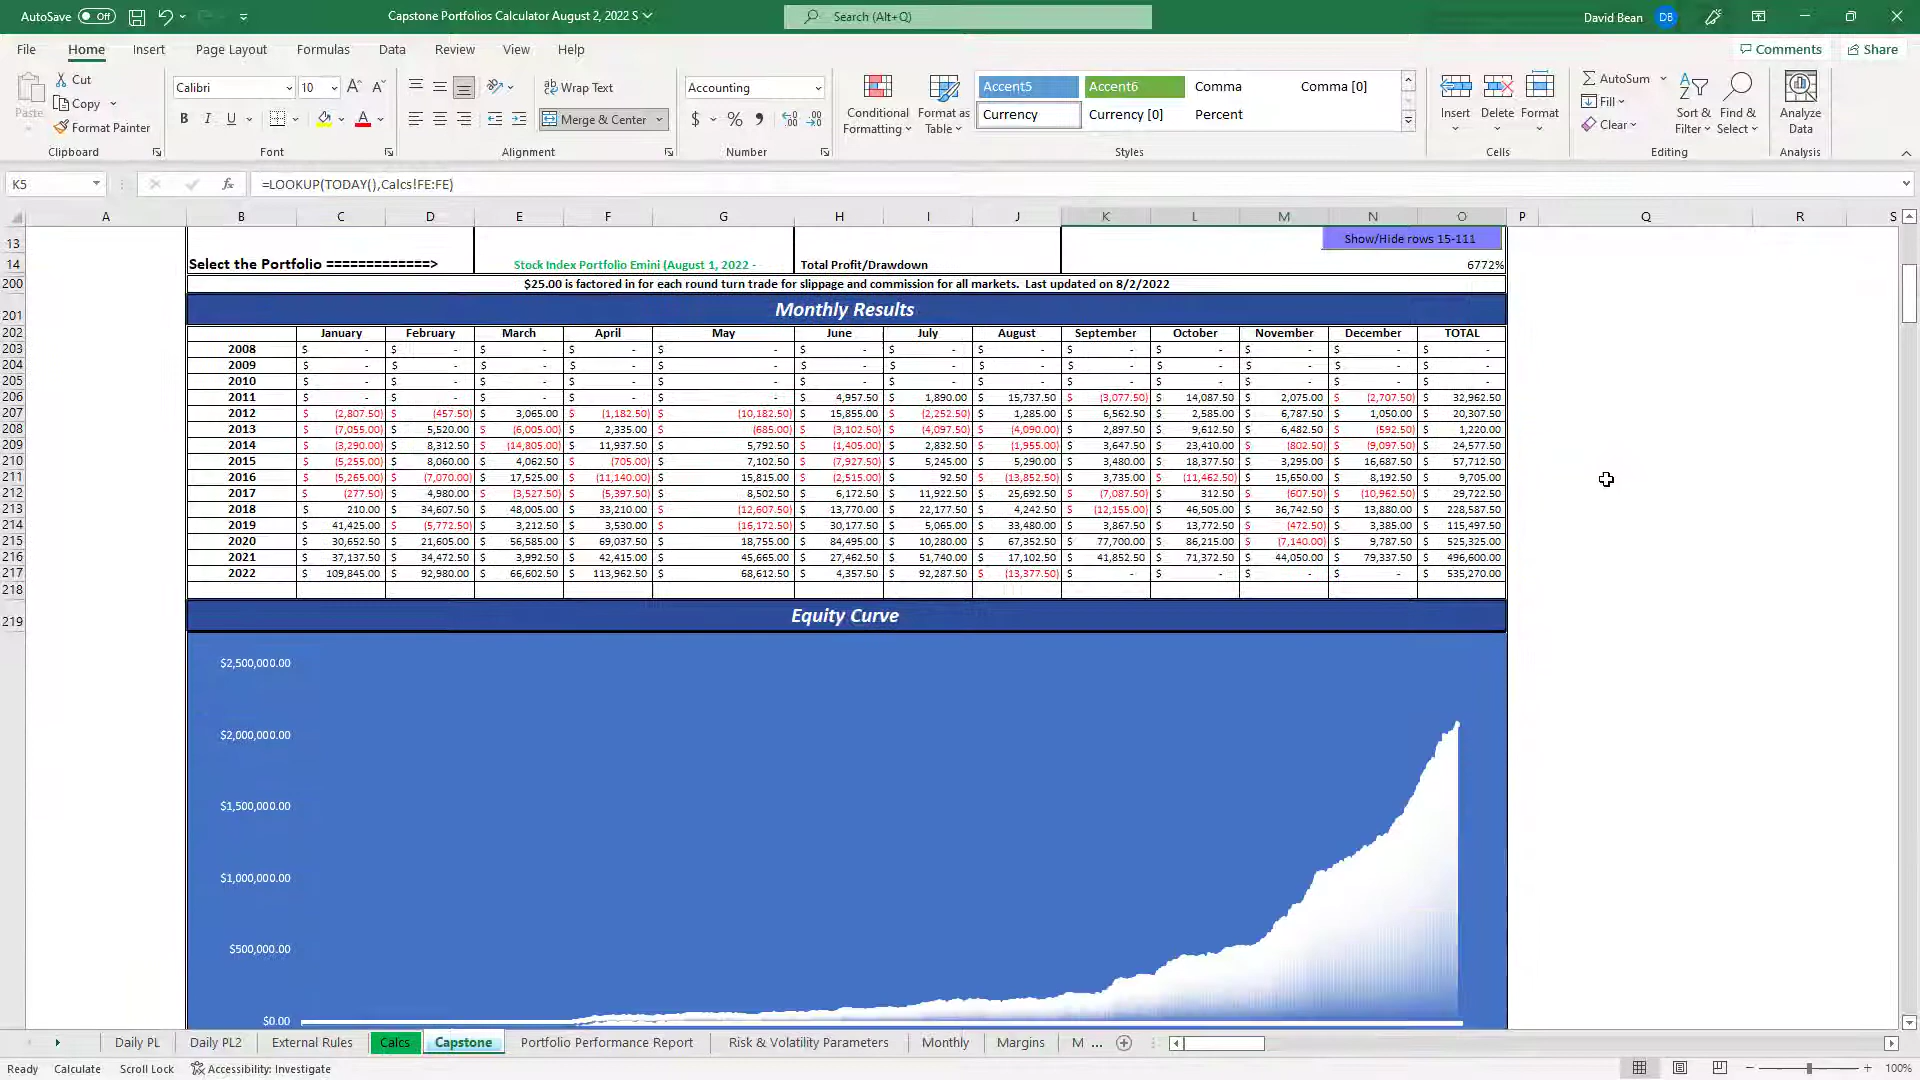 AutoSave Off Capstone Portfolios Calculator August 2, 2022 S Search (Alt+Q) David Bean DB
File Home Insert Page Layout Formulas Data Review View Help Comments Share
Paste Cut Copy Format Painter Clipboard
Calibri 10 B I U Font
Wrap Text Merge & Center Alignment
Accounting $ % Number
Conditional Formatting Format as Table
Accent5 Accent6 Comma Comma [0]
Currency Currency [0] Percent
Styles
Insert Delete Format Cells
AutoSum Fill Clear Sort & Filter Find & Select Editing
Analyze Data Analysis
K5 fx =LOOKUP(TODAY(),Calcs!FE:FE)
A B C D E F G H I J K L M N O P Q R S
13 Show/Hide rows 15-111
14 Select the Portfolio =============> Stock Index Portfolio Emini (August 1, 2022 - Total Profit/Drawdown 6772%
200 $25.00 is factored in for each round turn trade for slippage and commission for all markets. Last updated on 8/2/2022
201 Monthly Results
202 January February March April May June July August September October November December TOTAL
203 2008 $ - $ - $ - $ - $ - $ - $ - $ - $ - $ - $ - $ - $ -
204 2009 $ - $ - $ - $ - $ - $ - $ - $ - $ - $ - $ - $ - $ -
205 2010 $ - $ - $ - $ - $ - $ - $ - $ - $ - $ - $ - $ - $ -
206 2011 $ - $ - $ - $ - $ - $ 4,957.50 $ 1,890.00 $ 15,737.50 $ (3,077.50) $ 14,087.50 $ 2,075.00 $ (2,707.50) $ 32,962.50
207 2012 $ (2,807.50) $ (457.50) $ 3,065.00 $ (1,182.50) $ (10,182.50) $ 15,855.00 $ (2,252.50) $ 1,285.00 $ 6,562.50 $ 2,585.00 $ 6,787.50 $ 1,050.00 $ 20,307.50
208 2013 $ (7,055.00) $ 5,520.00 $ (6,005.00) $ 2,335.00 $ (685.00) $ (3,102.50) $ (4,097.50) $ (4,090.00) $ 2,897.50 $ 9,612.50 $ 6,482.50 $ (592.50) $ 1,220.00
209 2014 $ (3,290.00) $ 8,312.50 $ (14,805.00) $ 11,937.50 $ 5,792.50 $ (1,405.00) $ 2,832.50 $ (1,955.00) $ 3,647.50 $ 23,410.00 $ (802.50) $ (9,097.50) $ 24,577.50
210 2015 $ (5,255.00) $ 8,060.00 $ 4,062.50 $ (705.00) $ 7,102.50 $ (7,927.50) $ 5,245.00 $ 5,290.00 $ 3,480.00 $ 18,377.50 $ 3,295.00 $ 16,687.50 $ 57,712.50
211 2016 $ (5,265.00) $ (7,070.00) $ 17,525.00 $ (11,140.00) $ 15,815.00 $ (2,515.00) $ 92.50 $ (13,852.50) $ 3,735.00 $ (11,462.50) $ 15,650.00 $ 8,192.50 $ 9,705.00
212 2017 $ (277.50) $ 4,980.00 $ (3,527.50) $ (5,397.50) $ 8,502.50 $ 6,172.50 $ 11,922.50 $ 25,692.50 $ (7,087.50) $ 312.50 $ (607.50) $ (10,962.50) $ 29,722.50
213 2018 $ 210.00 $ 34,607.50 $ 48,005.00 $ 33,210.00 $ (12,607.50) $ 13,770.00 $ 22,177.50 $ 4,242.50 $ (12,155.00) $ 46,505.00 $ 36,742.50 $ 13,880.00 $ 228,587.50
214 2019 $ 41,425.00 $ (5,772.50) $ 3,212.50 $ 3,530.00 $ (16,172.50) $ 30,177.50 $ 5,065.00 $ 33,480.00 $ 3,867.50 $ 13,772.50 $ (472.50) $ 3,385.00 $ 115,497.50
215 2020 $ 30,652.50 $ 21,605.00 $ 56,585.00 $ 69,037.50 $ 18,755.00 $ 84,495.00 $ 10,280.00 $ 67,352.50 $ 77,700.00 $ 86,215.00 $ (7,140.00) $ 9,787.50 $ 525,325.00
216 2021 $ 37,137.50 $ 34,472.50 $ 3,992.50 $ 42,415.00 $ 45,665.00 $ 27,462.50 $ 51,740.00 $ 17,102.50 $ 41,852.50 $ 71,372.50 $ 44,050.00 $ 79,337.50 $ 496,600.00
217 2022 $ 109,845.00 $ 92,980.00 $ 66,602.50 $ 113,962.50 $ 68,612.50 $ 4,357.50 $ 92,287.50 $ (13,377.50) $ - $ - $ - $ - $ 535,270.00
218
219 Equity Curve
$2,500,000.00
$2,000,000.00
$1,500,000.00
$1,000,000.00
$500,000.00
$0.00
Daily PL Daily PL2 External Rules Calcs Capstone Portfolio Performance Report Risk & Volatility Parameters Monthly Margins M ...
Ready Calculate Scroll Lock Accessibility: Investigate 100%